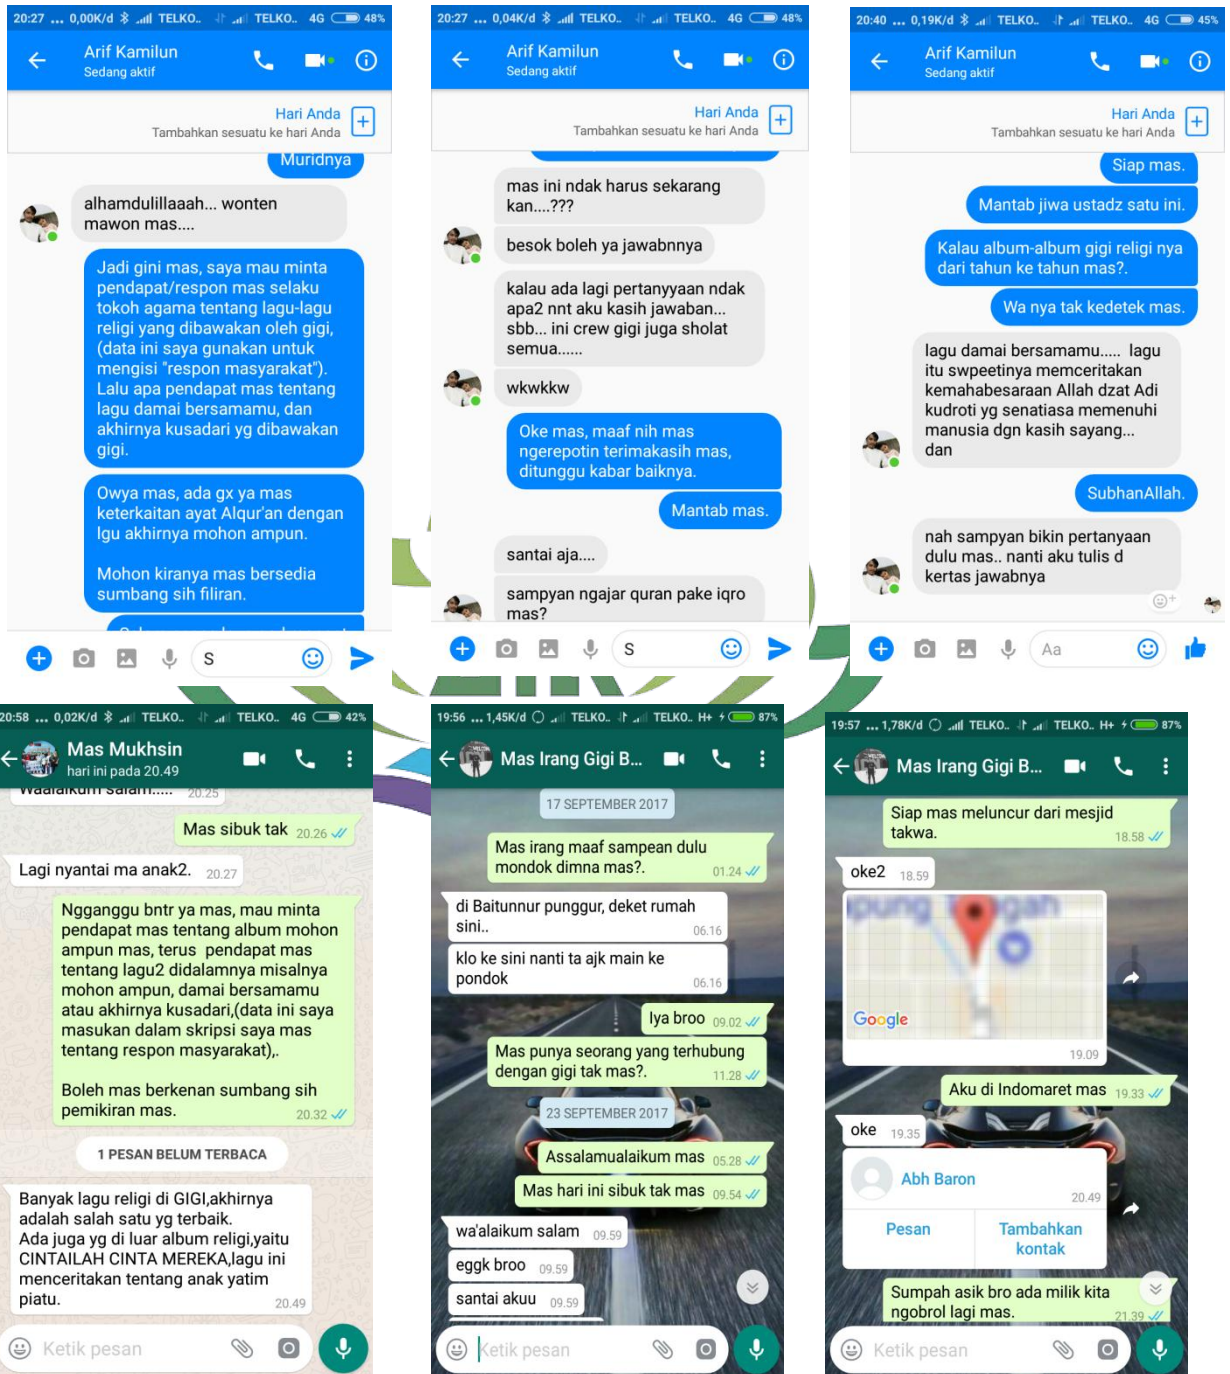 20:27 ... 0,00K/d TELKO.. TELKO.. 4G 48%
Arif Kamilun
Sedang aktif
Hari Anda
Tambahkan sesuatu ke hari Anda
Muridnya
alhamdulillaaah... wonten
mawon mas....
Jadi gini mas, saya mau minta
pendapat/respon mas selaku
tokoh agama tentang lagu-lagu
religi yang dibawakan oleh gigi,
(data ini saya gunakan untuk
mengisi "respon masyarakat").
Lalu apa pendapat mas tentang
lagu damai bersamamu, dan
akhirnya kusadari yg dibawakan
gigi.
Owya mas, ada gx ya mas
keterkaitan ayat Alqur'an dengan
lgu akhirnya mohon ampun.
Mohon kiranya mas bersedia
sumbang sih filiran.
S
20:27 ... 0,04K/d TELKO.. TELKO.. 4G 48%
Arif Kamilun
Sedang aktif
Hari Anda
Tambahkan sesuatu ke hari Anda
mas ini ndak harus sekarang
kan....???
besok boleh ya jawabnnya
kalau ada lagi pertanyyaan ndak
apa2 nnt aku kasih jawaban...
sbb... ini crew gigi juga sholat
semua......
wkwkkw
Oke mas, maaf nih mas
ngerepotin terimakasih mas,
ditunggu kabar baiknya.
Mantab mas.
santai aja....
sampyan ngajar quran pake iqro
mas?
S
20:40 ... 0,19K/d TELKO.. TELKO.. 4G 45%
Arif Kamilun
Sedang aktif
Hari Anda
Tambahkan sesuatu ke hari Anda
Siap mas.
Mantab jiwa ustadz satu ini.
Kalau album-album gigi religi nya
dari tahun ke tahun mas?.
Wa nya tak kedetek mas.
lagu damai bersamamu..... lagu
itu swpeetinya memceritakan
kemahabesaraan Allah dzat Adi
kudroti yg senatiasa memenuhi
manusia dgn kasih sayang...
dan
SubhanAllah.
nah sampyan bikin pertanyaan
dulu mas.. nanti aku tulis d
kertas jawabnya
Aa
20:58 ... 0,02K/d TELKO.. TELKO.. 4G 42%
Mas Mukhsin
hari ini pada 20.49
Waalaikum salam..... 20.25
Mas sibuk tak 20.26
Lagi nyantai ma anak2. 20.27
Ngganggu bntr ya mas, mau minta
pendapat mas tentang album mohon
ampun mas, terus pendapat mas
tentang lagu2 didalamnya misalnya
mohon ampun, damai bersamamu
atau akhirnya kusadari,(data ini saya
masukan dalam skripsi saya mas
tentang respon masyarakat),.
Boleh mas berkenan sumbang sih
pemikiran mas. 20.32
1 PESAN BELUM TERBACA
Banyak lagu religi di GIGI,akhirnya
adalah salah satu yg terbaik.
Ada juga yg di luar album religi,yaitu
CINTAILAH CINTA MEREKA,lagu ini
menceritakan tentang anak yatim
piatu. 20.49
Ketik pesan
19:56 ... 1,45K/d TELKO.. TELKO.. H+ 87%
Mas Irang Gigi B...
17 SEPTEMBER 2017
Mas irang maaf sampean dulu
mondok dimna mas?. 01.24
di Baitunnur punggur, deket rumah
sini.. 06.16
klo ke sini nanti ta ajk main ke
pondok 06.16
Iya broo 09.02
Mas punya seorang yang terhubung
dengan gigi tak mas?. 11.28
23 SEPTEMBER 2017
Assalamualaikum mas 05.28
Mas hari ini sibuk tak mas 09.54
wa'alaikum salam 09.59
eggk broo 09.59
santai akuu 09.59
Ketik pesan
19:57 ... 1,78K/d TELKO.. TELKO.. H+ 87%
Mas Irang Gigi B...
Siap mas meluncur dari mesjid
takwa. 18.58
oke2 18.59
Google
19.09
Aku di Indomaret mas 19.33
oke 19.35
Abh Baron
20.49
Pesan
Tambahkan
kontak
Sumpah asik bro ada milik kita
ngobrol lagi mas. 21.39
Ketik pesan